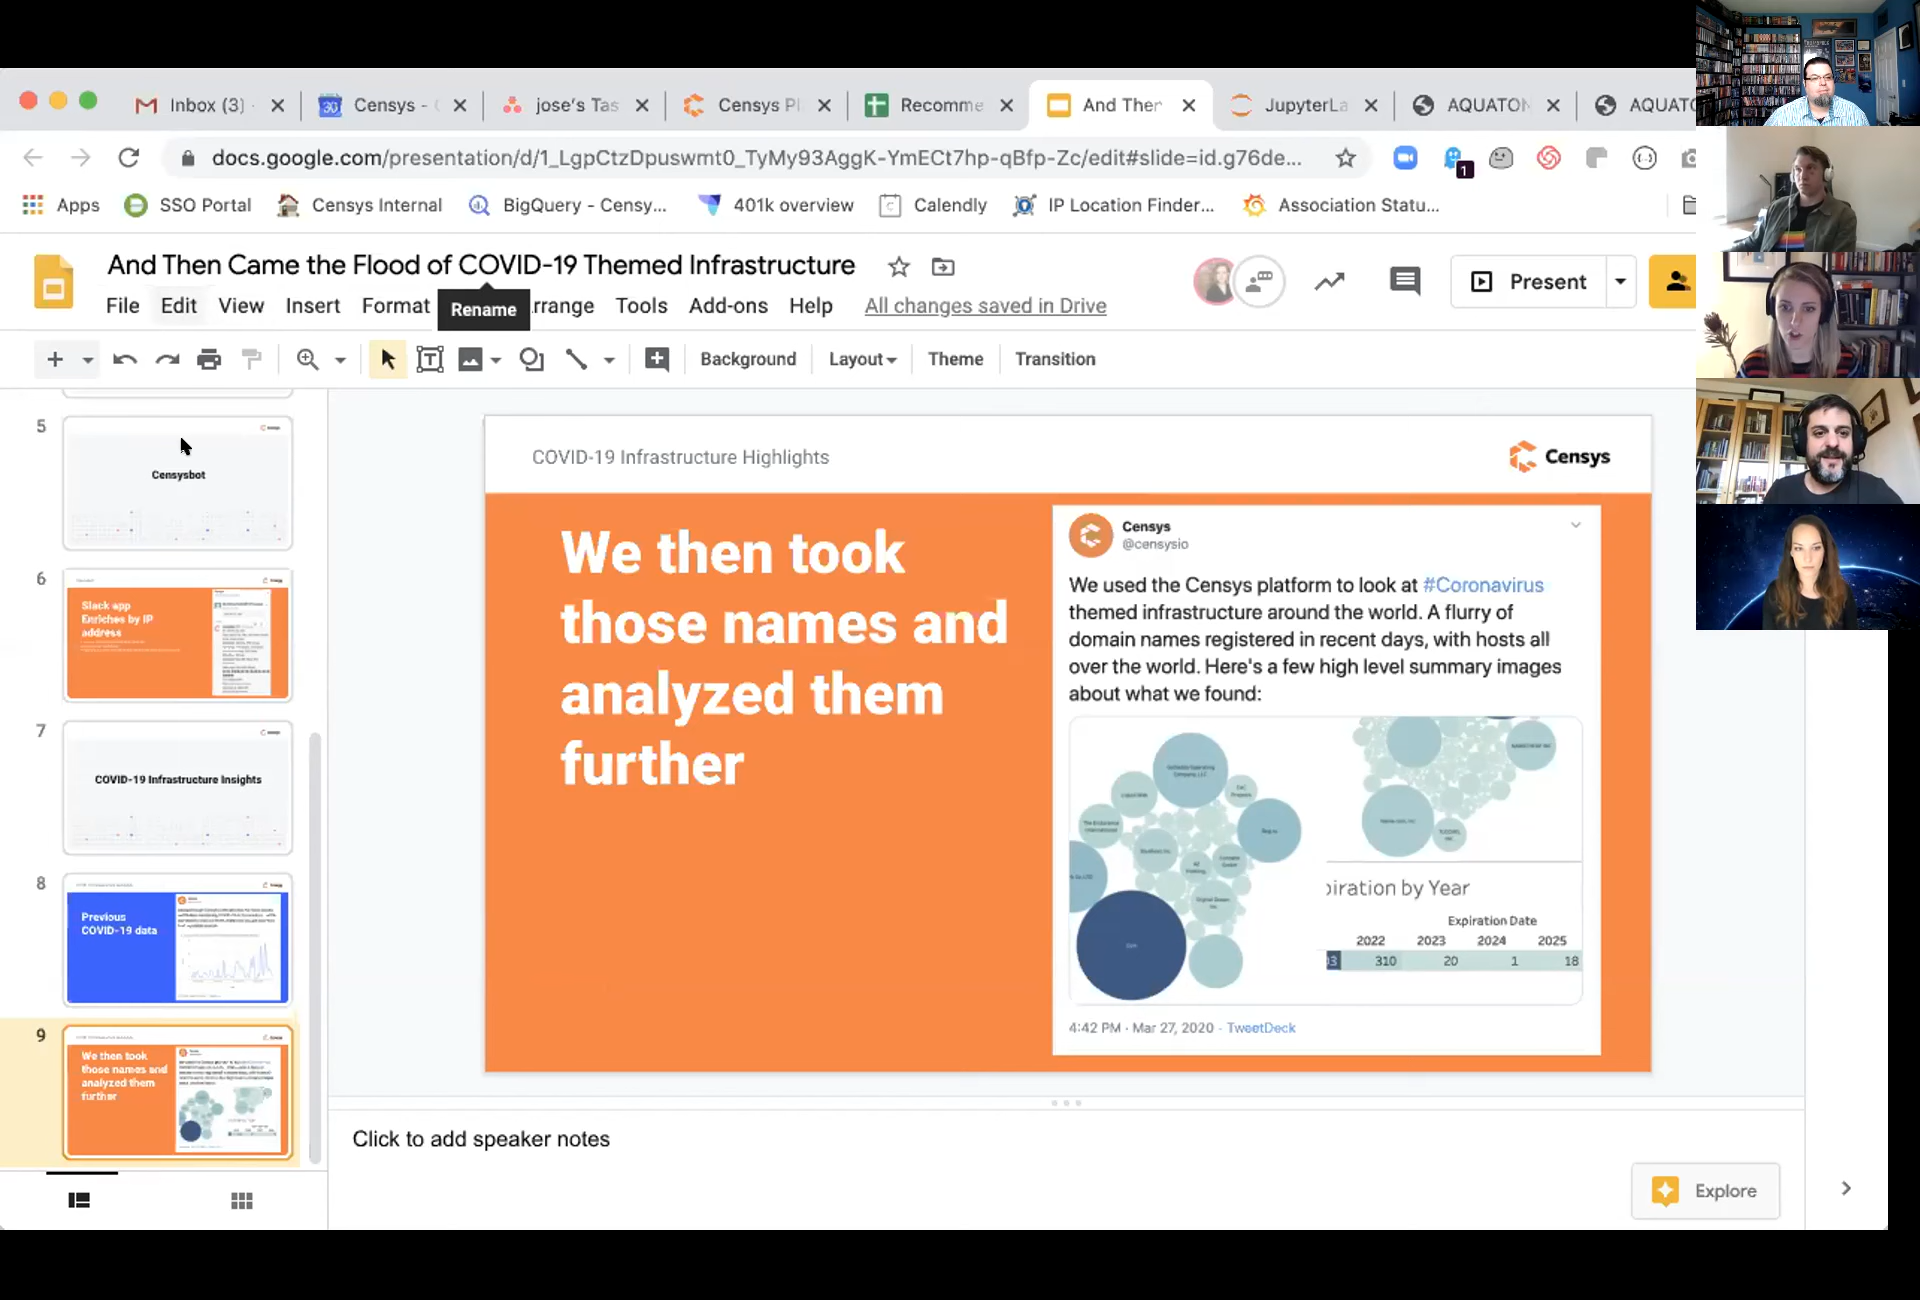 Inbox (3)
Censys -
jose's Tas
Censys Pl
Recomme
And Then
JupyterLa
AQUATON
AQUATO
docs.google.com/presentation/d/1_LgpCtzDpuswmt0_TyMy93AggK-YmECt7hp-qBfp-Zc/edit#slide=id.g76de...
1
Apps
SSO Portal
Censys Internal
BigQuery - Censy...
401k overview
Calendly
IP Location Finder...
Association Statu...
And Then Came the Flood of COVID-19 Themed Infrastructure
File Edit View Insert Format rrange Tools Add-ons Help All changes saved in Drive
Rename
Present
Background Layout Theme Transition
5
Censysbot
6
Slack app
Enriches by IP
address
7
COVID-19 Infrastructure Insights
8
Previous
COVID-19 data
9
We then took
those names and
analyzed them
further
COVID-19 Infrastructure Highlights
Censys
We then took
those names and
analyzed them
further
Censys
@censysio
We used the Censys platform to look at #Coronavirus
themed infrastructure around the world. A flurry of
domain names registered in recent days, with hosts all
over the world. Here's a few high level summary images
about what we found:
piration by Year
Expiration Date
2022 2023 2024 2025
310 20 1 18
4:42 PM · Mar 27, 2020 · TweetDeck
Click to add speaker notes
Explore